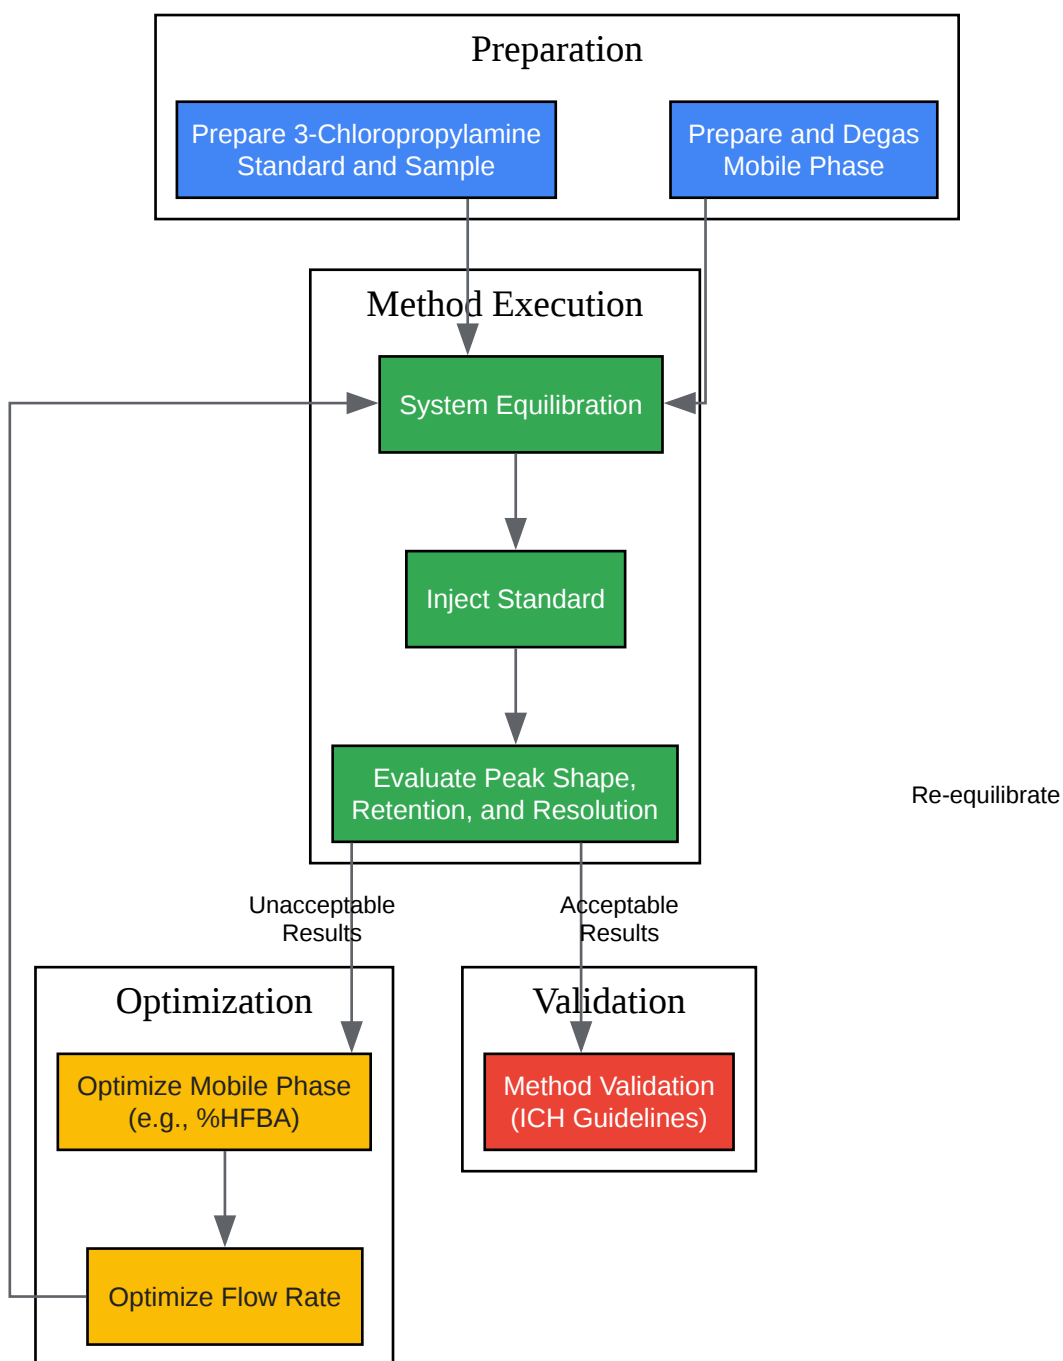 Preparation
Prepare 3-Chloropropylamine
Standard and Sample
Prepare and Degas
Mobile Phase
Method Execution
System Equilibration
Inject Standard
Evaluate Peak Shape,
Retention, and Resolution
Re-equilibrate
Unacceptable
Results
Acceptable
Results
Optimization
Optimize Mobile Phase
(e.g., %HFBA)
Optimize Flow Rate
Validation
Method Validation
(ICH Guidelines)